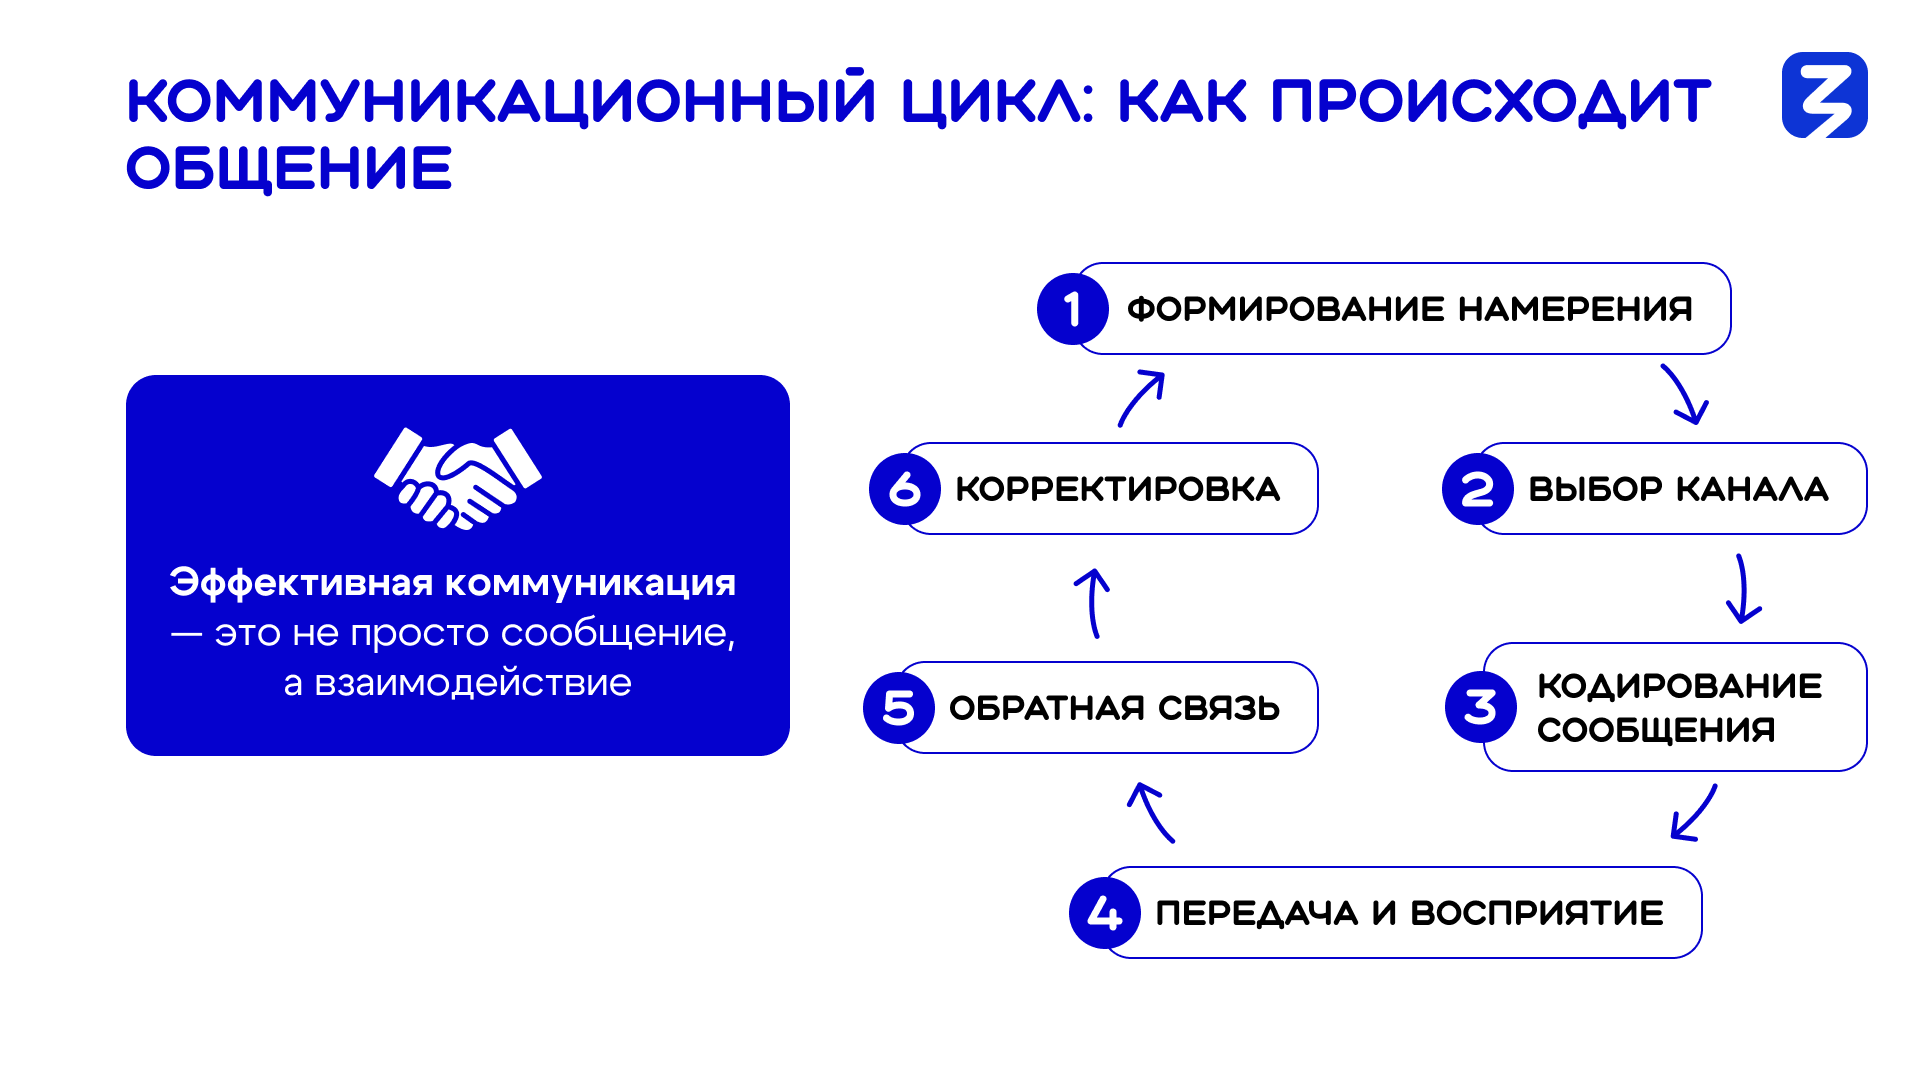 КОММУНИКАЦИОННЫЙ ЦИКЛ: КАК ПРОИСХОДИТ
ОБЩЕНИЕ
Эффективная коммуникация
— это не просто сообщение,
а взаимодействие
1 ФОРМИРОВАНИЕ НАМЕРЕНИЯ
2 ВЫБОР КАНАЛА
3 КОДИРОВАНИЕ
СООБЩЕНИЯ
4 ПЕРЕДАЧА И ВОСПРИЯТИЕ
5 ОБРАТНАЯ СВЯЗЬ
6 КОРРЕКТИРОВКА